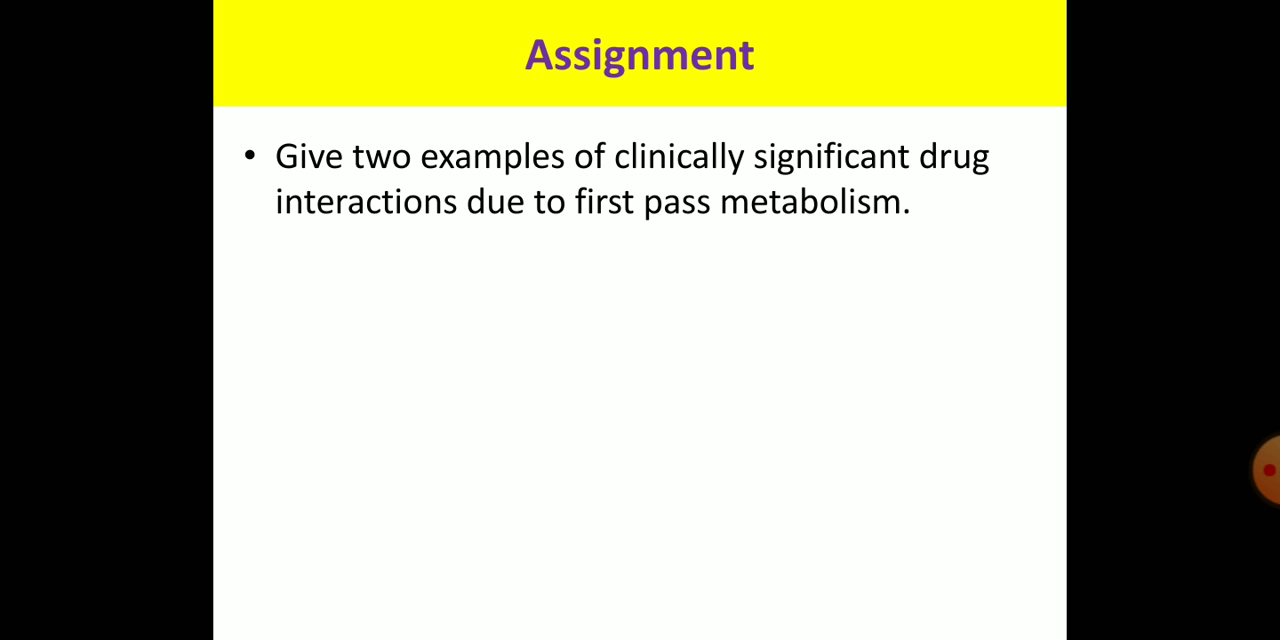 Assignment
• Give two examples of clinically significant drug
interactions due to first pass metabolism.